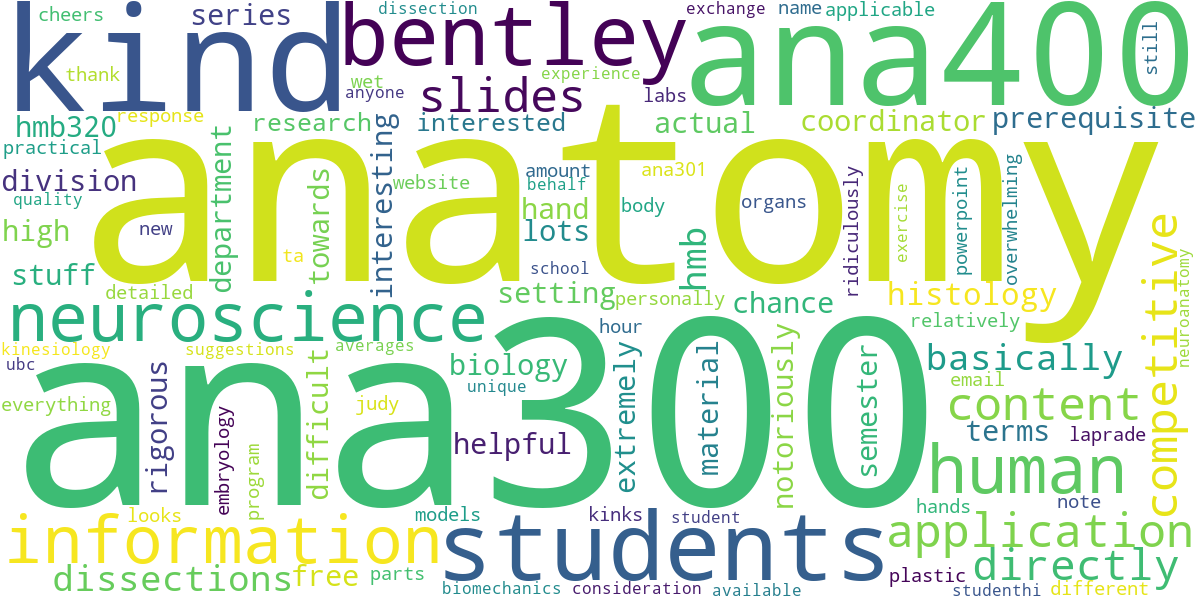 cheers
series
kind
bentley
dissection
exchange
name
applicable
ana400
still
thank
wet
experience
anyone
slides
labs
hmb320
response
research
interested
actual
coordinator
prerequisite
practical
department
interesting
anatomy
division
towards
website
amount
behalf
ana301
hand
body
organs
ridiculously
exercise
powerpoint
overwhelming
quality
high
new
lots
hmb
stuff
ta
school
detailed
setting
personally
chance
histology
competitive
neuroanatomy
neuroscience
hour
relatively
kinesiology
suggestions
averages
ubc
rigorous
difficult
biology
unique
extremely
material
notoriously
semester
basically
email
everything
judy
ana300
content
embryology
program
helpful
terms
laprade
human
looks
models
kinks
student
hands
note
information
students
application
dissections
free
parts
directly
plastic
biomechanics
consideration
available
studenthi
different